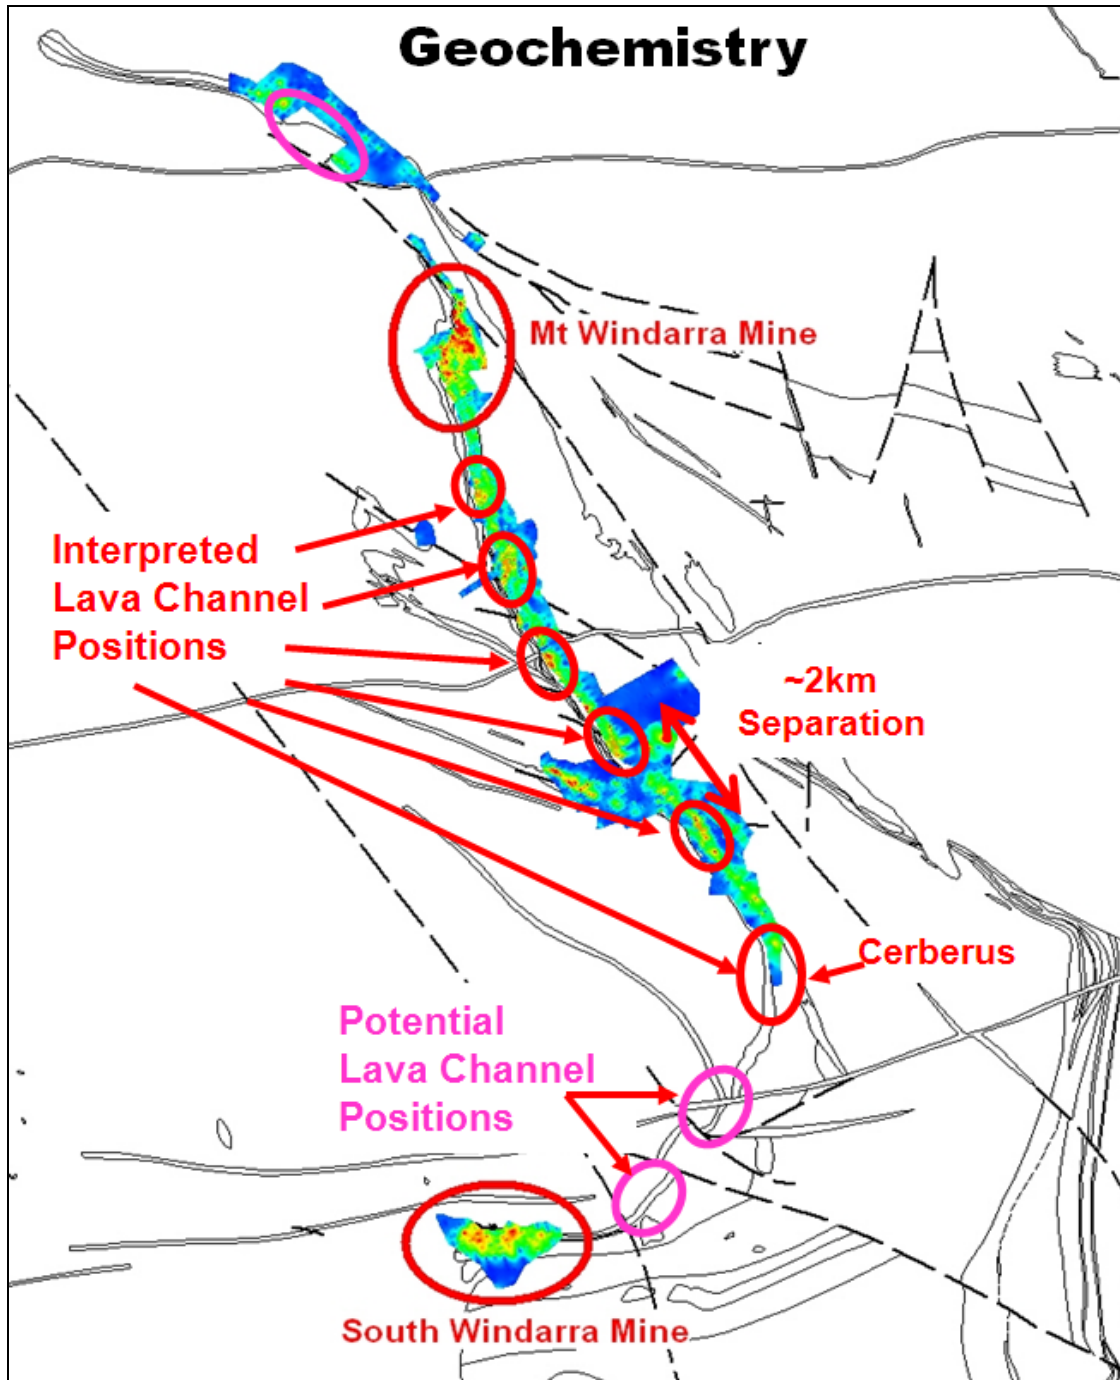 Geochemistry
Mt Windarra Mine
Interpreted
Lava Channel
Positions
~2km
Separation
Cerberus
Potential
Lava Channel
Positions
South Windarra Mine